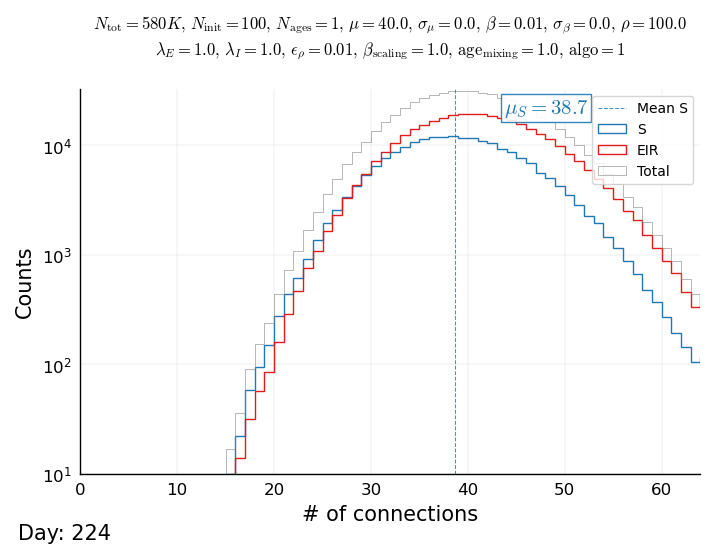 N_tot = 580K, N_init = 100, N_ages = 1, μ = 40.0, σ_μ = 0.0, β = 0.01, σ_β = 0.0, ρ = 100.0
λ_E = 1.0, λ_I = 1.0, ϵ_ρ = 0.01, β_scaling = 1.0, age_mixing = 1.0, algo = 1
μ_S = 38.7
Mean S
S
EIR
Total
Counts
10^4
10^3
10^2
10^1
0 10 20 30 40 50 60
# of connections
Day: 224